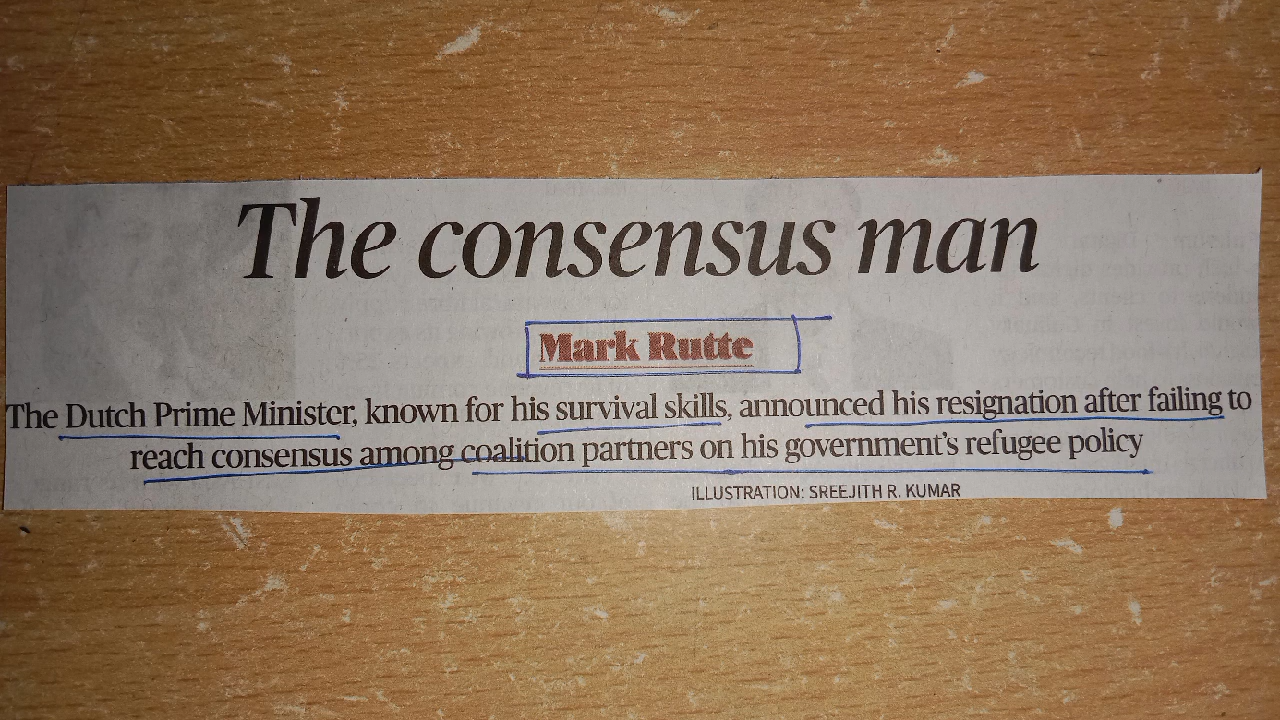 The consensus man
Mark Rutte
The Dutch Prime Minister, known for his survival skills, announced his resignation after failing to
reach consensus among coalition partners on his government's refugee policy
ILLUSTRATION: SREEJITH R. KUMAR